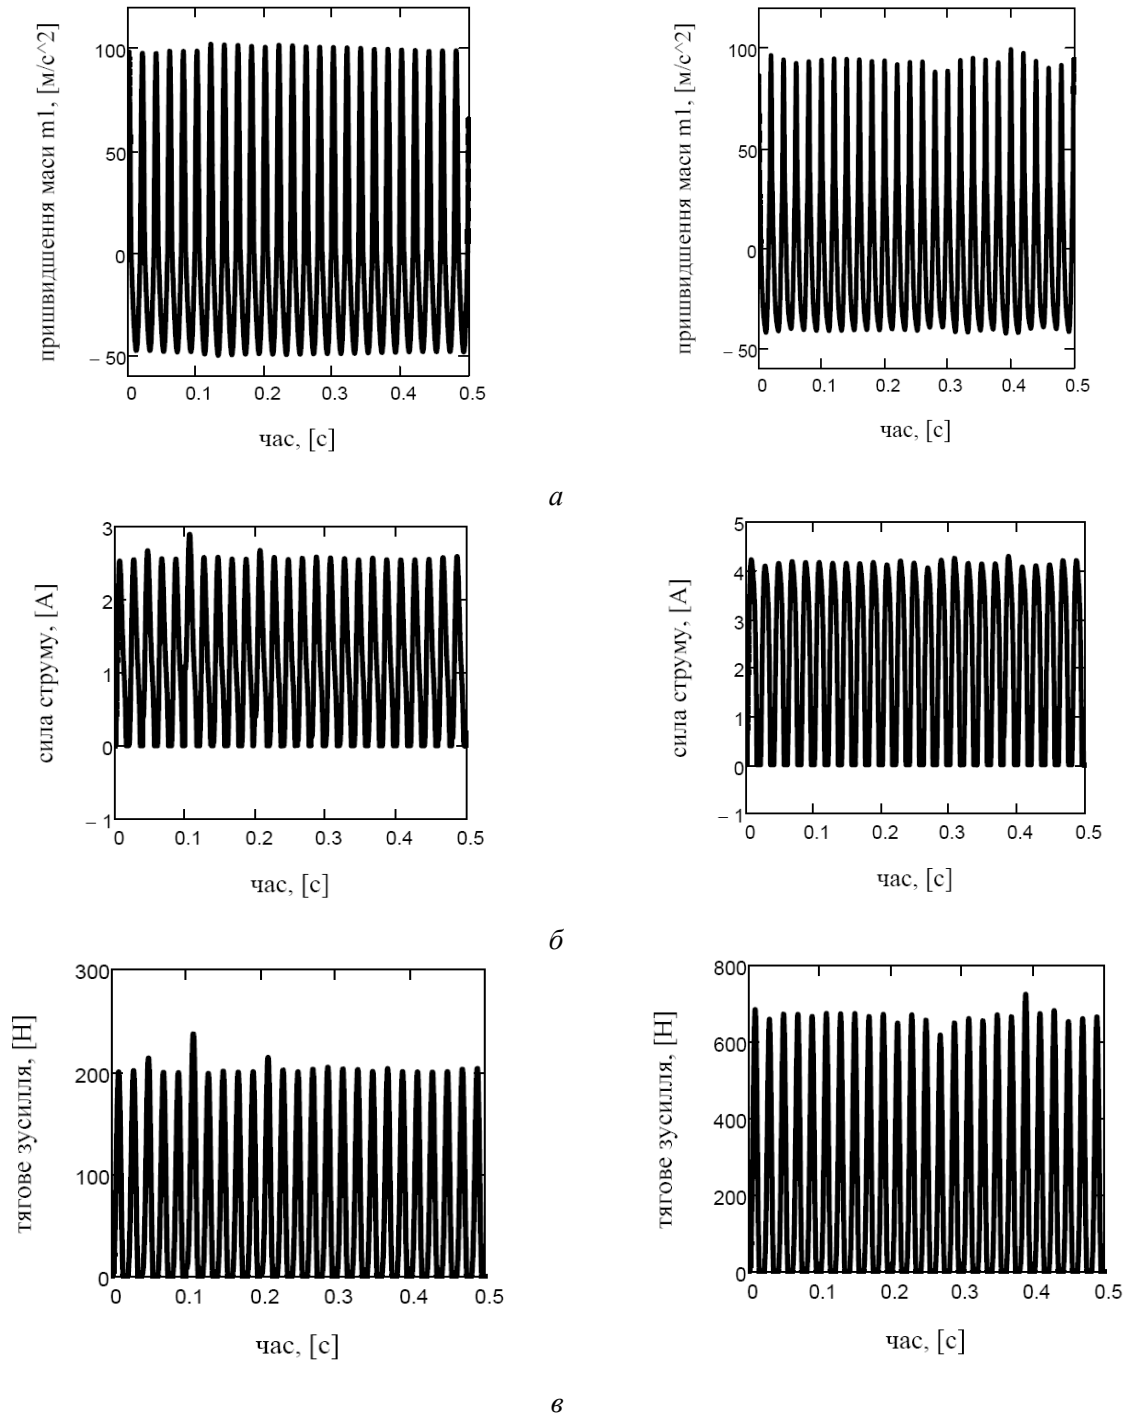 пришвидшення маси m1, [м/с^2]
100
50
0
– 50
0 0.1 0.2 0.3 0.4 0.5
час, [с]
пришвидшення маси m1, [м/с^2]
100
50
0
– 50
0 0.1 0.2 0.3 0.4 0.5
час, [с]
а
сила струму, [А]
3
2
1
0
– 1
0 0.1 0.2 0.3 0.4 0.5
час, [с]
сила струму, [А]
5
4
3
2
1
0
– 1
0 0.1 0.2 0.3 0.4 0.5
час, [с]
б
тягове зусилля, [Н]
300
200
100
0
0 0.1 0.2 0.3 0.4 0.5
час, [с]
тягове зусилля, [Н]
800
600
400
200
0
0 0.1 0.2 0.3 0.4 0.5
час, [с]
в